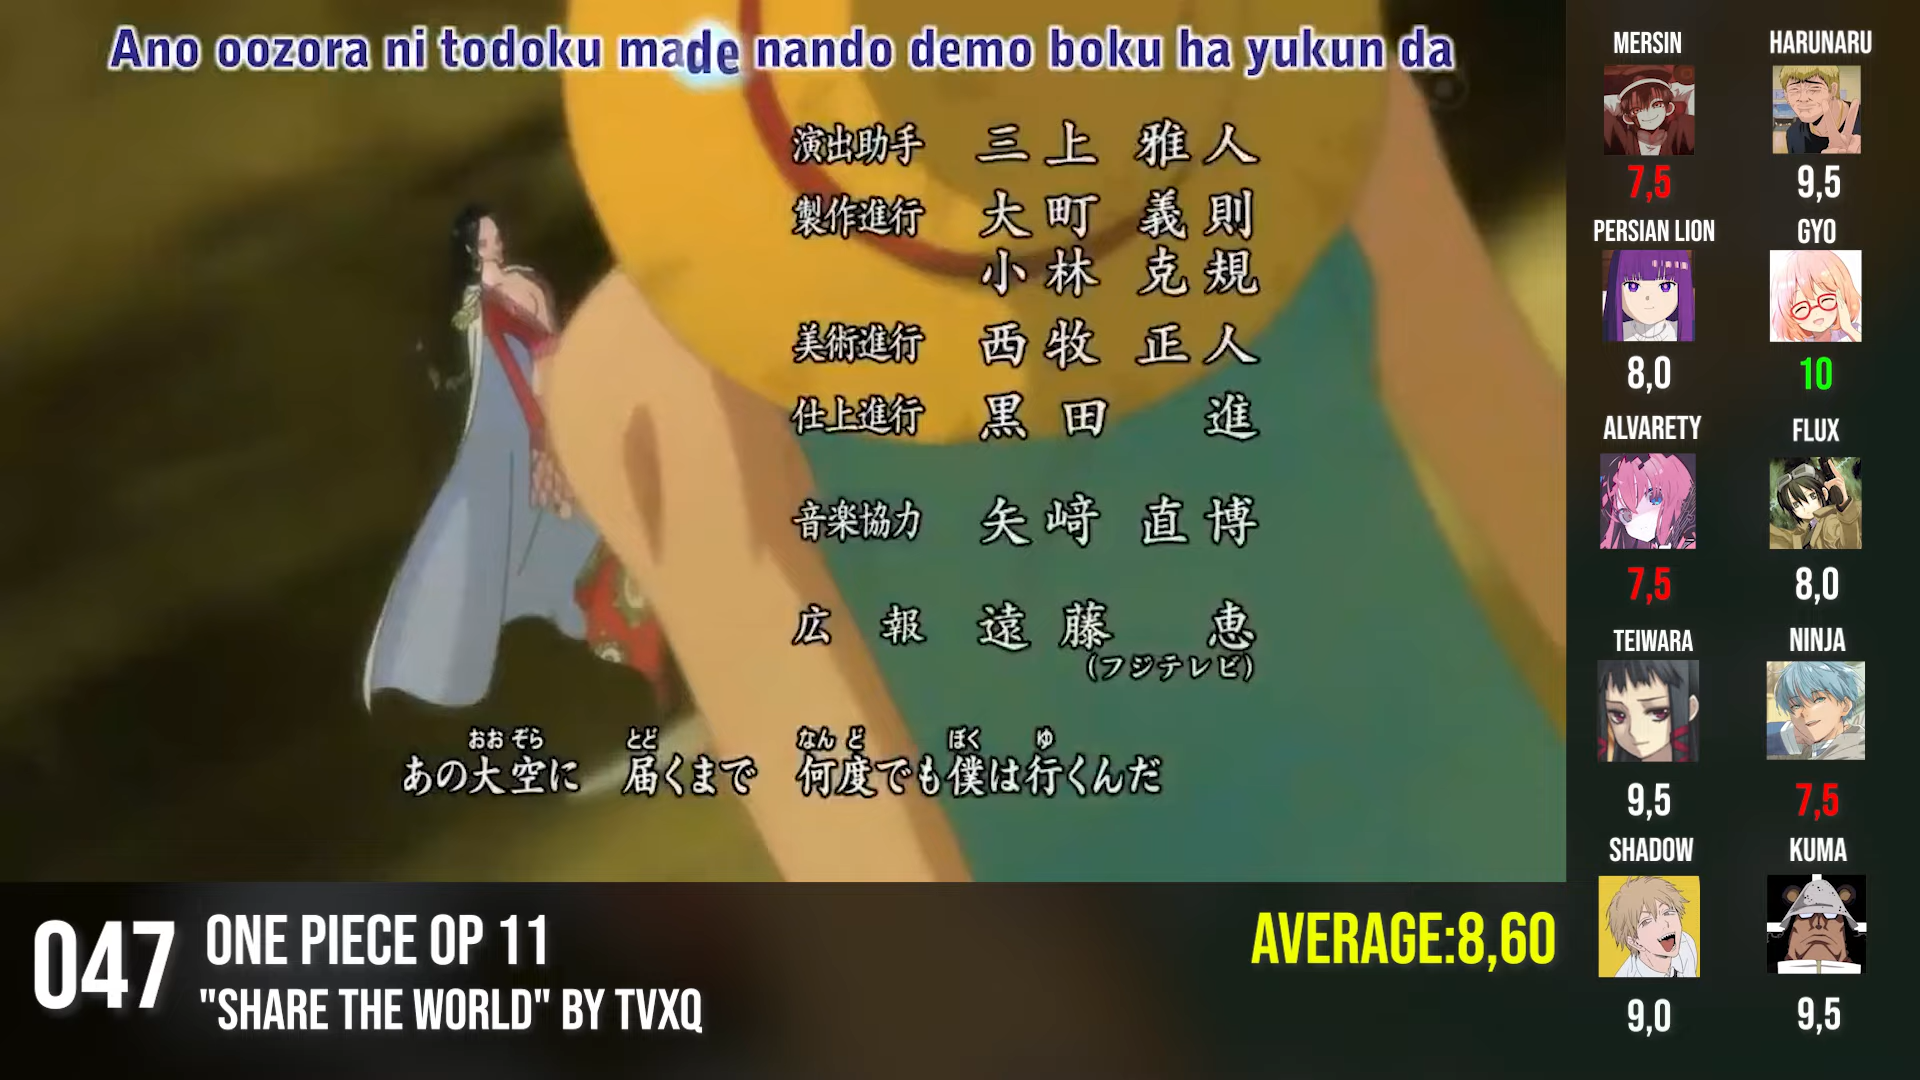 Ano oozora ni todoku made nando demo boku ha yukun da
演出助手 三上 雅人
製作進行 大町 義則
小林 克規
美術進行 西牧 正人
仕上進行 黒田 進
音楽協力 矢﨑 直博
広報 遠藤 恵
(フジテレビ)
おお ぞら とど なん ど ぼく ゆ
あの大空に 届くまで 何度でも僕は行くんだ
047
ONE PIECE OP 11
"SHARE THE WORLD" BY TVXQ
AVERAGE:8,60
MERSIN HARUNARU
7,5 9,5
PERSIAN LION GYO
8,0 10
ALVARETY FLUX
7,5 8,0
TEIWARA NINJA
9,5 7,5
SHADOW KUMA
9,0 9,5